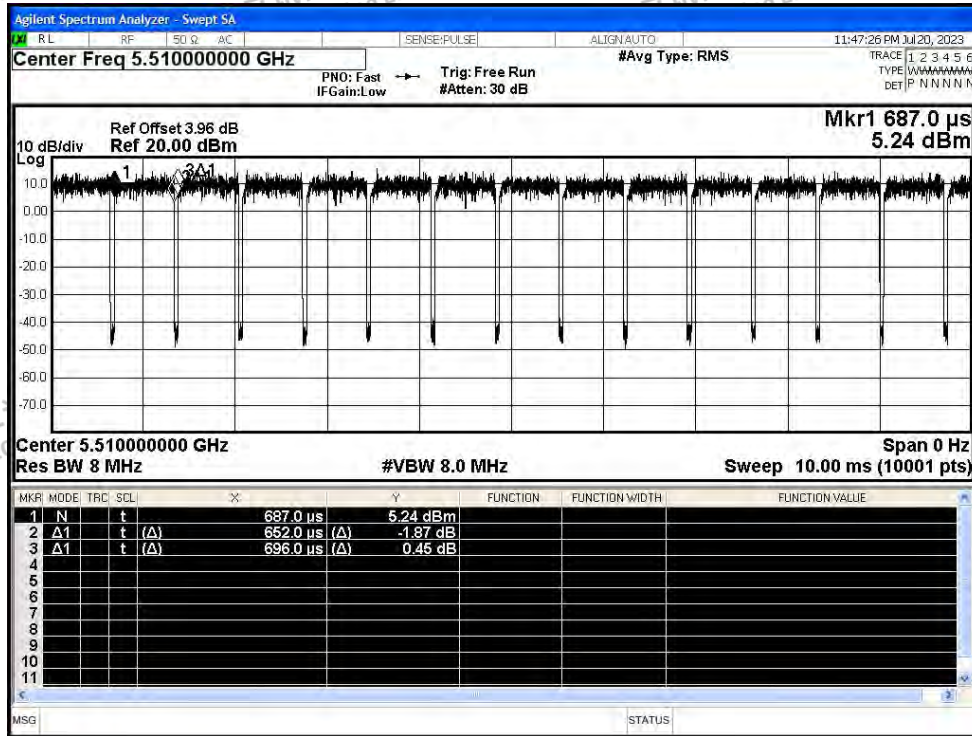 Agilent Spectrum Analyzer - Swept SA
LXI RL RF 50 Ω AC SENSE:PULSE ALIGN AUTO 11:47:26 PM Jul 20, 2023
Center Freq 5.510000000 GHz #Avg Type: RMS TRACE 1 2 3 4 5 6
PNO: Fast Trig: Free Run TYPE WWWWWW
IFGain:Low #Atten: 30 dB DET P NNNNN
Mkr1 687.0 µs
Ref Offset 3.96 dB
10 dB/div Ref 20.00 dBm 5.24 dBm
Log
1 3Δ1
10.0
0.00
-10.0
-20.0
-30.0
-40.0
-50.0
-60.0
-70.0
Center 5.510000000 GHz Span 0 Hz
Res BW 8 MHz #VBW 8.0 MHz Sweep 10.00 ms (10001 pts)
MKR MODE TRC SCL X Y FUNCTION FUNCTION WIDTH FUNCTION VALUE
1 N t 687.0 µs 5.24 dBm
2 Δ1 t (Δ) 652.0 µs (Δ) -1.87 dB
3 Δ1 t (Δ) 696.0 µs (Δ) 0.45 dB
4
5
6
7
8
9
10
11
MSG STATUS